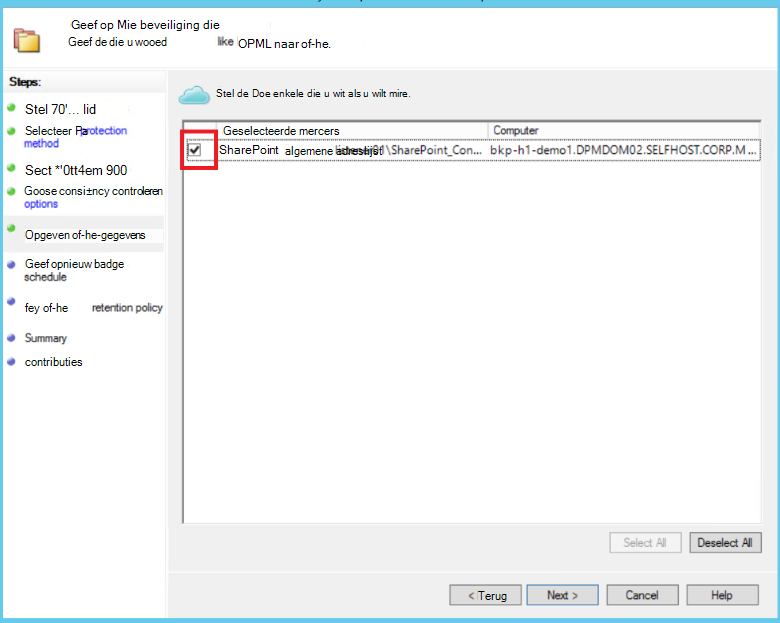 Geef op Mie beveiliging die
Geef de die u wooed like OPML naar of-he.
Steps:
Stel de Doe enkele die u wit als u wilt mire.
Stel 70'... lid
Selecteer Protection
method
Sect *'0tt4em 900
Goose consi±ncy controleren
options
Opgeven of-he-gegevens
Geef opnieuw badge
schedule
fey of-he retention policy
Summary
contributies
Geselecteerde mercers Computer
SharePoint algemene adreslijst\SharePoint_Con... bkp-h1-demo1.DPMDOM02.SELFHOST.CORP.M ...
Select All Deselect All
< Terug Next > Cancel Help